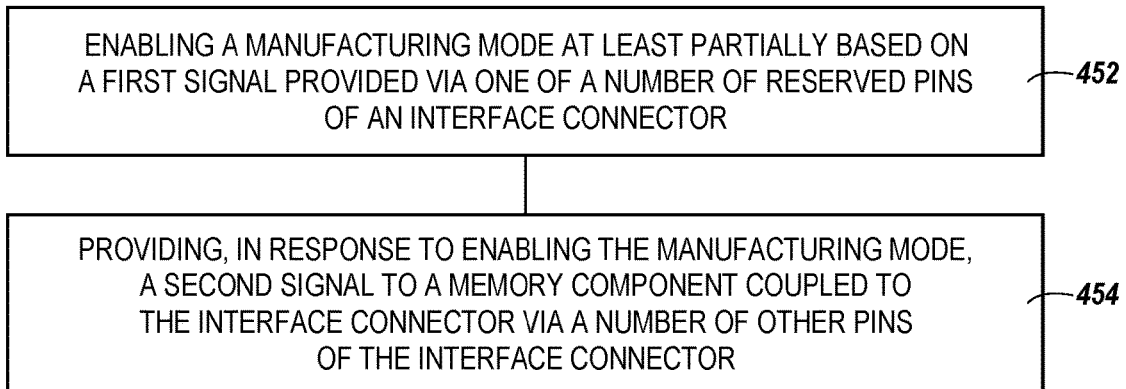 ENABLING A MANUFACTURING MODE AT LEAST PARTIALLY BASED ON
A FIRST SIGNAL PROVIDED VIA ONE OF A NUMBER OF RESERVED PINS
OF AN INTERFACE CONNECTOR
452
PROVIDING, IN RESPONSE TO ENABLING THE MANUFACTURING MODE,
A SECOND SIGNAL TO A MEMORY COMPONENT COUPLED TO
THE INTERFACE CONNECTOR VIA A NUMBER OF OTHER PINS
OF THE INTERFACE CONNECTOR
454